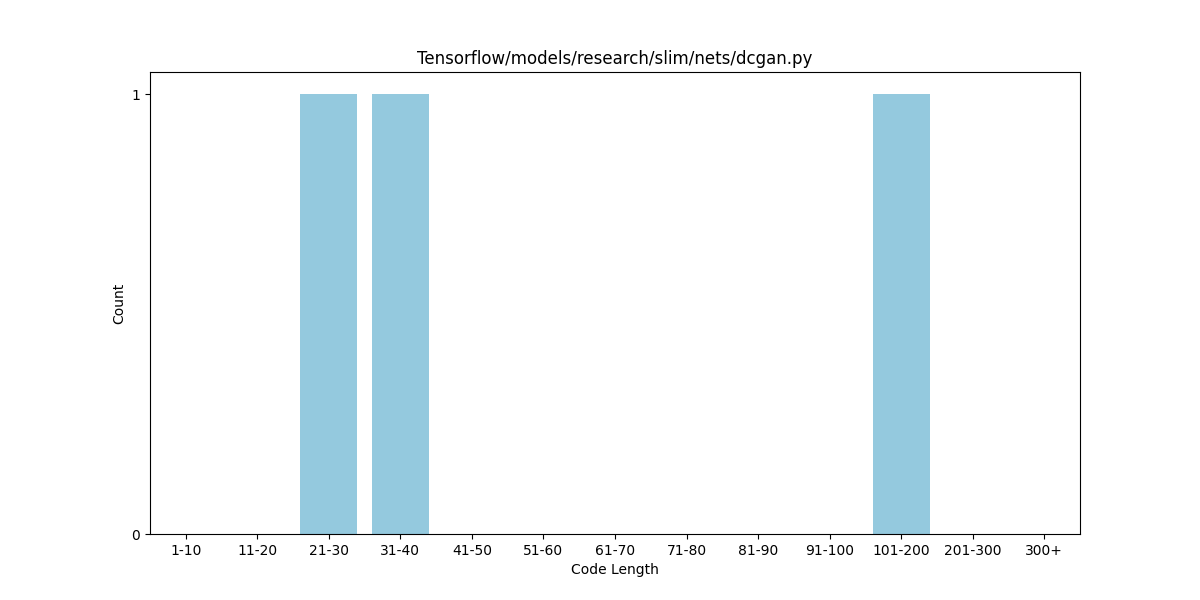 Tensorflow/models/research/slim/nets/dcgan.py
1
Count
0
1-10 11-20 21-30 31-40 41-50 51-60 61-70 71-80 81-90 91-100 101-200 201-300 300+
Code Length